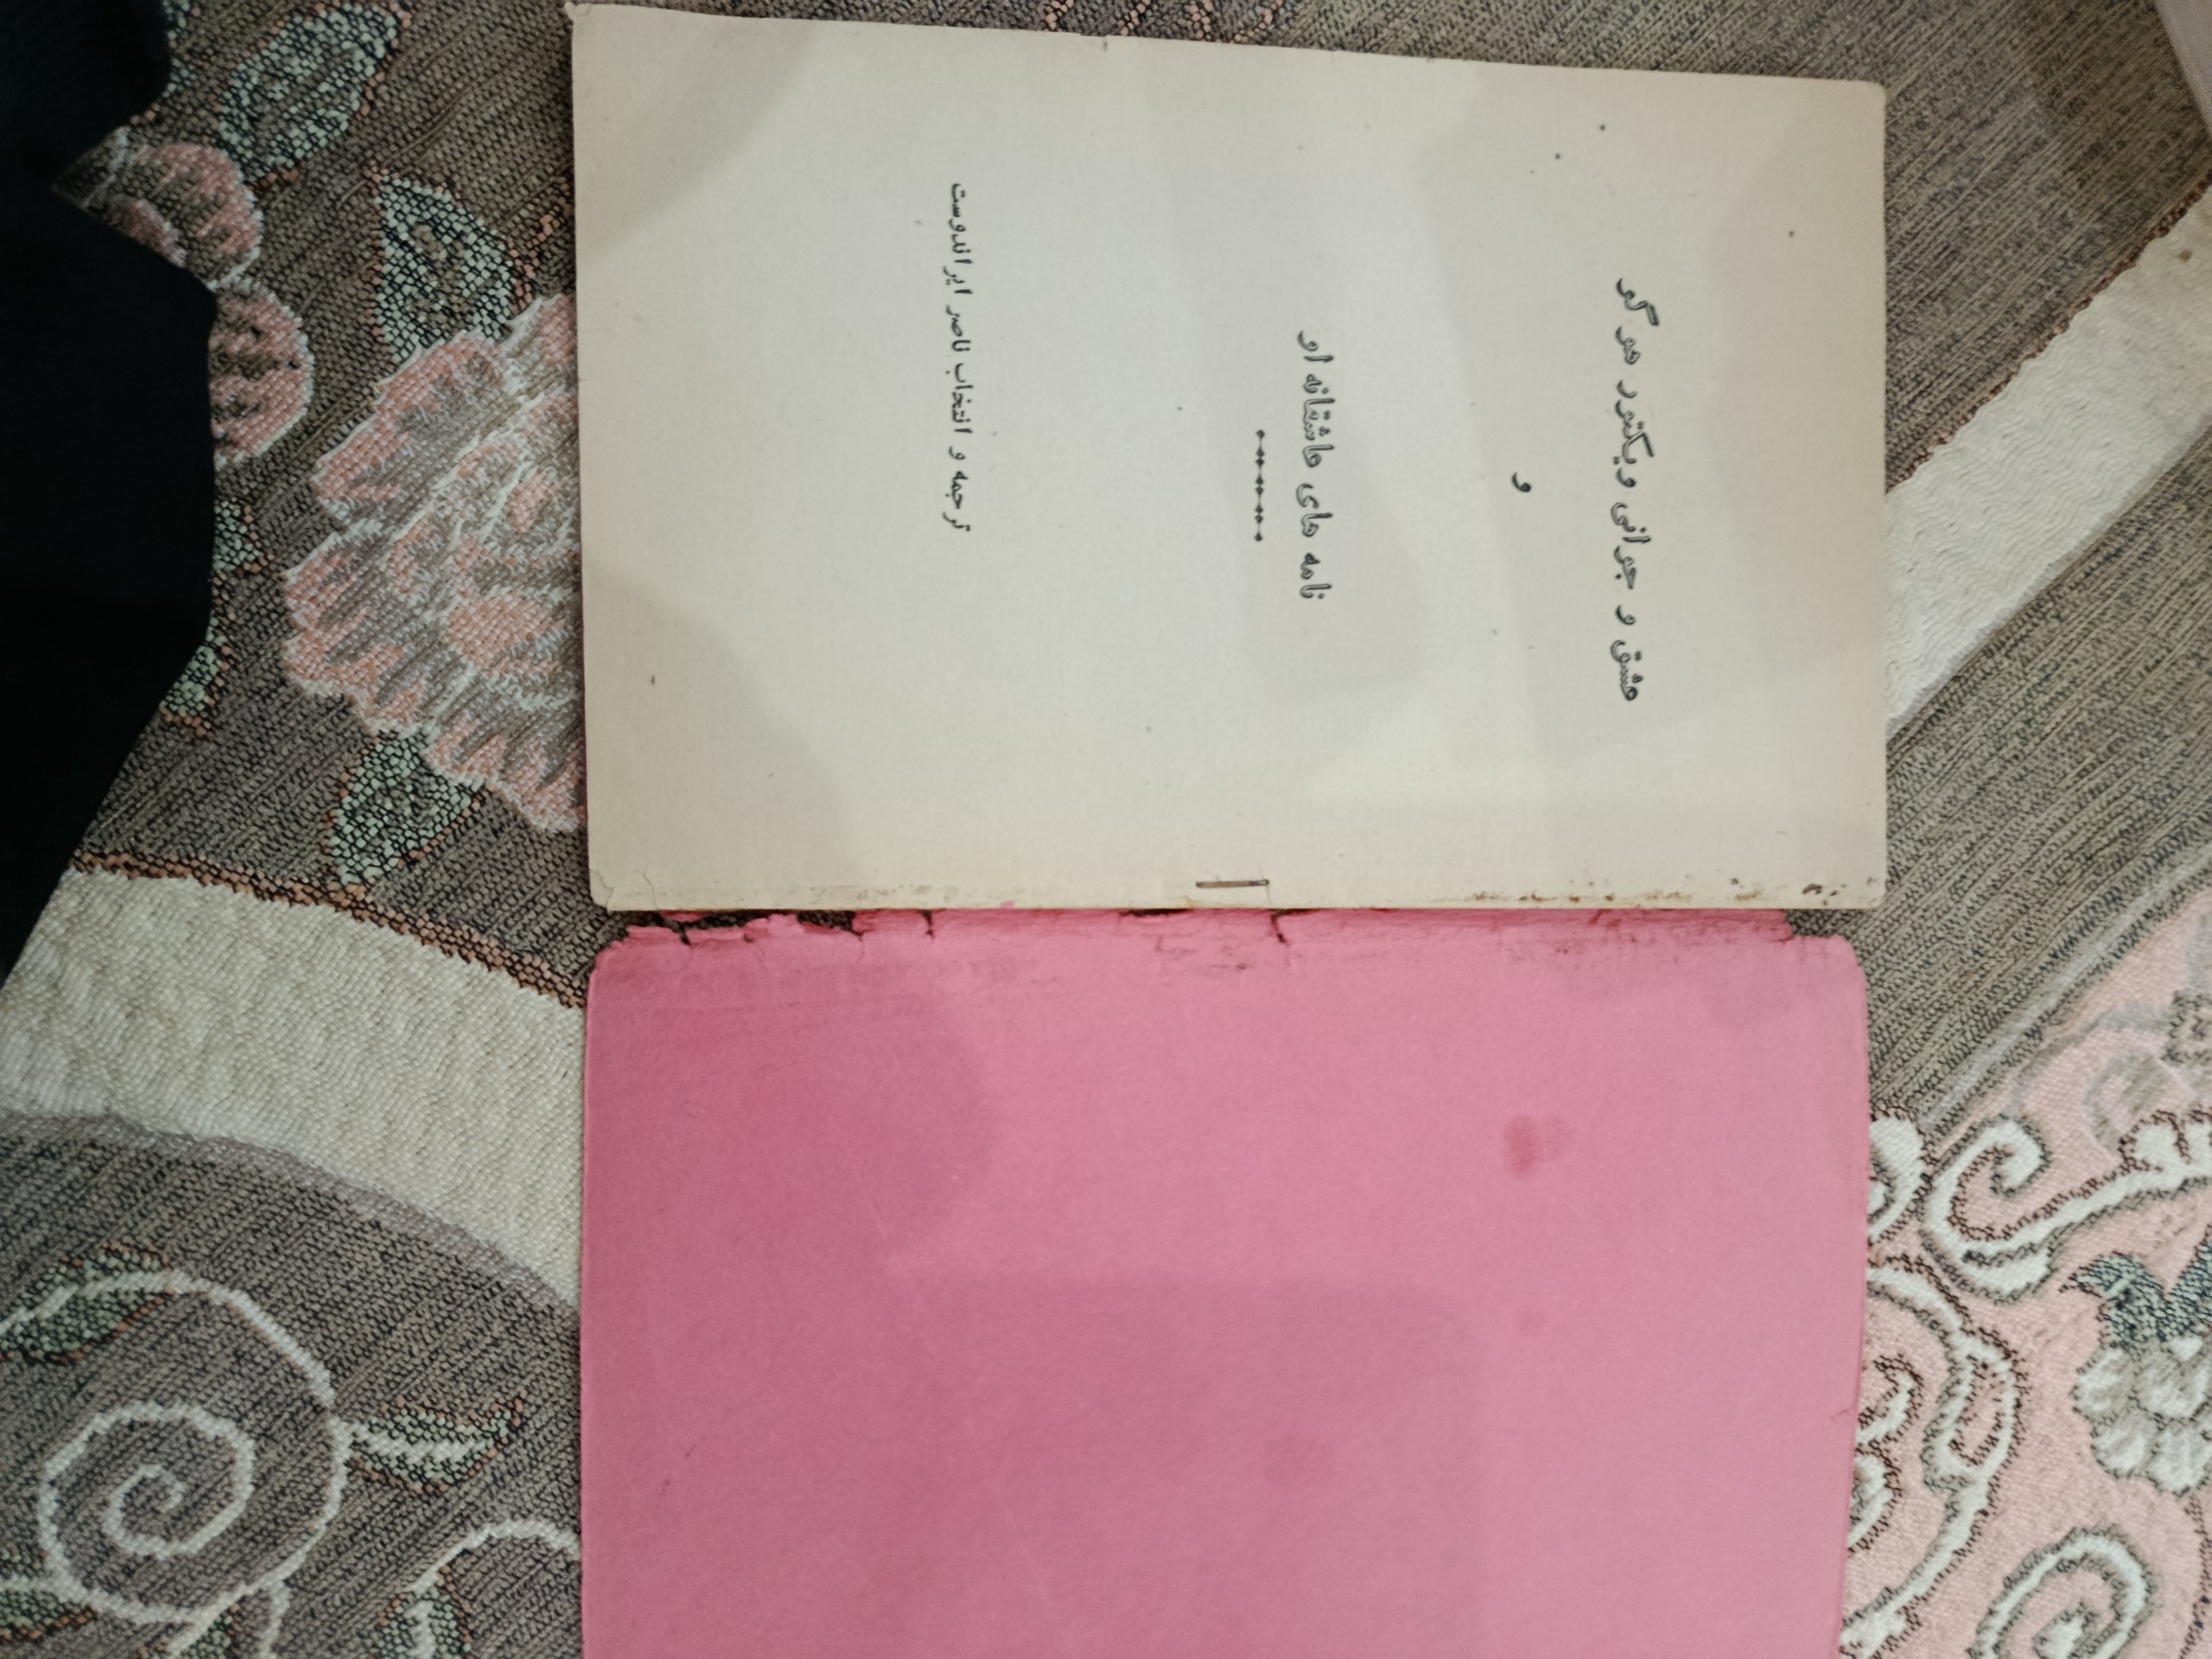 عشق و جوانی ویکتور هوگو
و
نامه های عاشقانه او
ترجمه و انتخاب ناصر ایراندوست